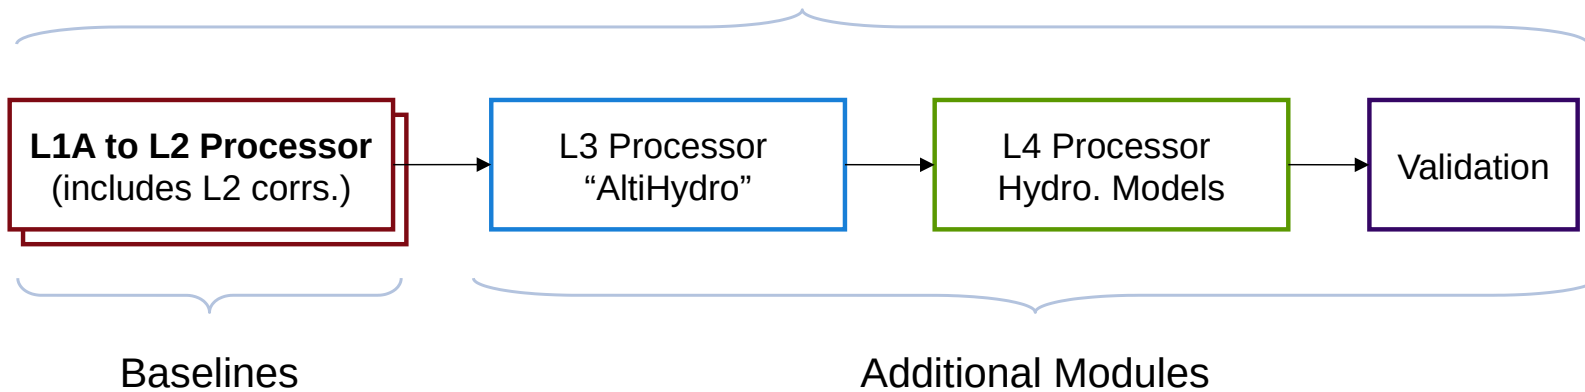 L1A to L2 Processor
(includes L2 corrs.)
L3 Processor
“AltiHydro”
L4 Processor
Hydro. Models
Validation
Baselines
Additional Modules